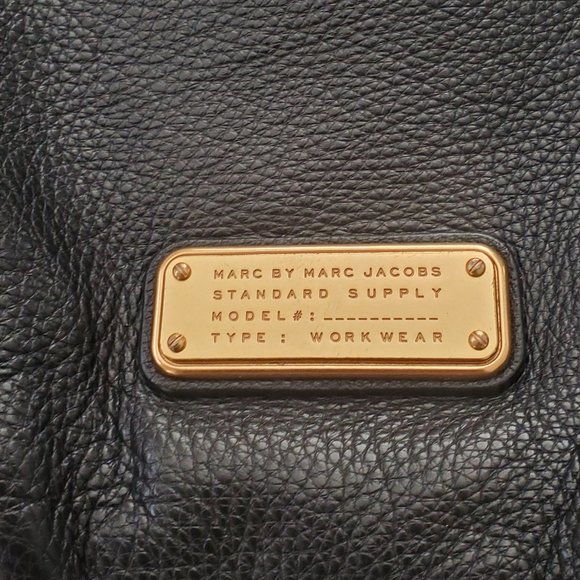 MARC BY MARC JACOBS
STANDARD SUPPLY
MODEL #: __________
TYPE : WORKWEAR